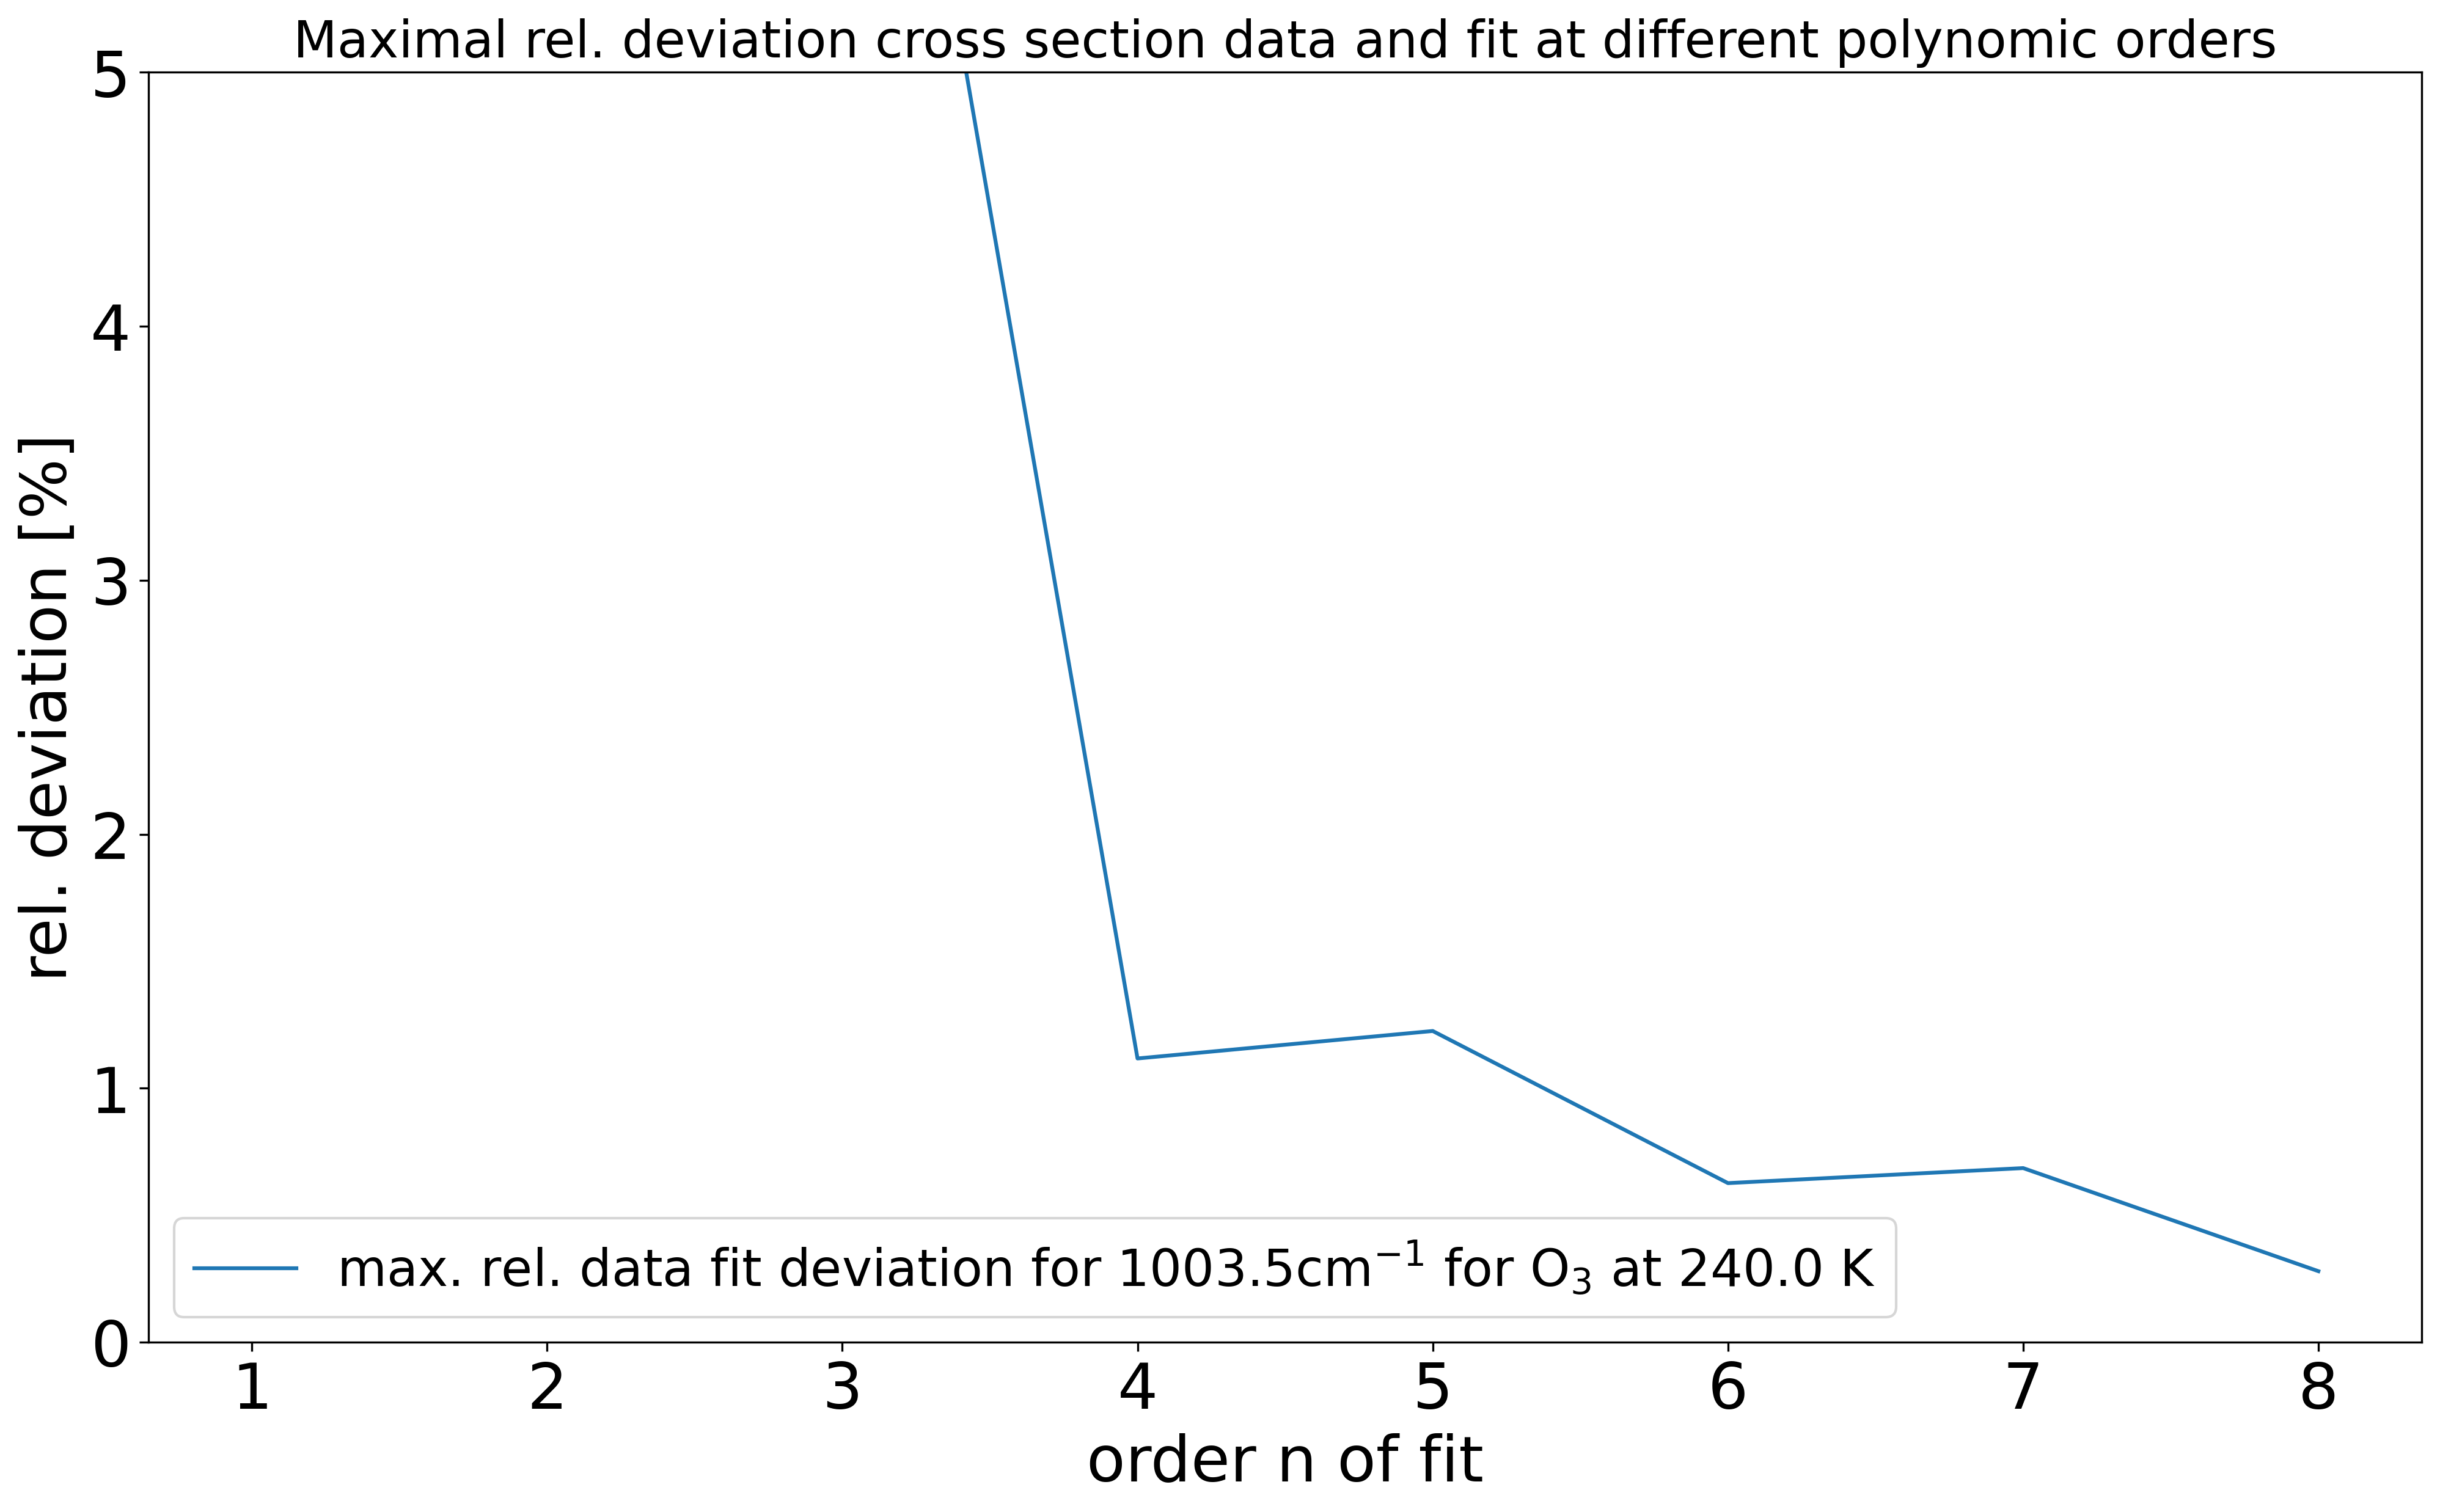 Maximal rel. deviation cross section data and fit at different polynomic orders
5
4
3
2
1
0
rel. deviation [%]
max. rel. data fit deviation for 1003.5cm⁻¹ for O₃ at 240.0 K
1 2 3 4 5 6 7 8
order n of fit